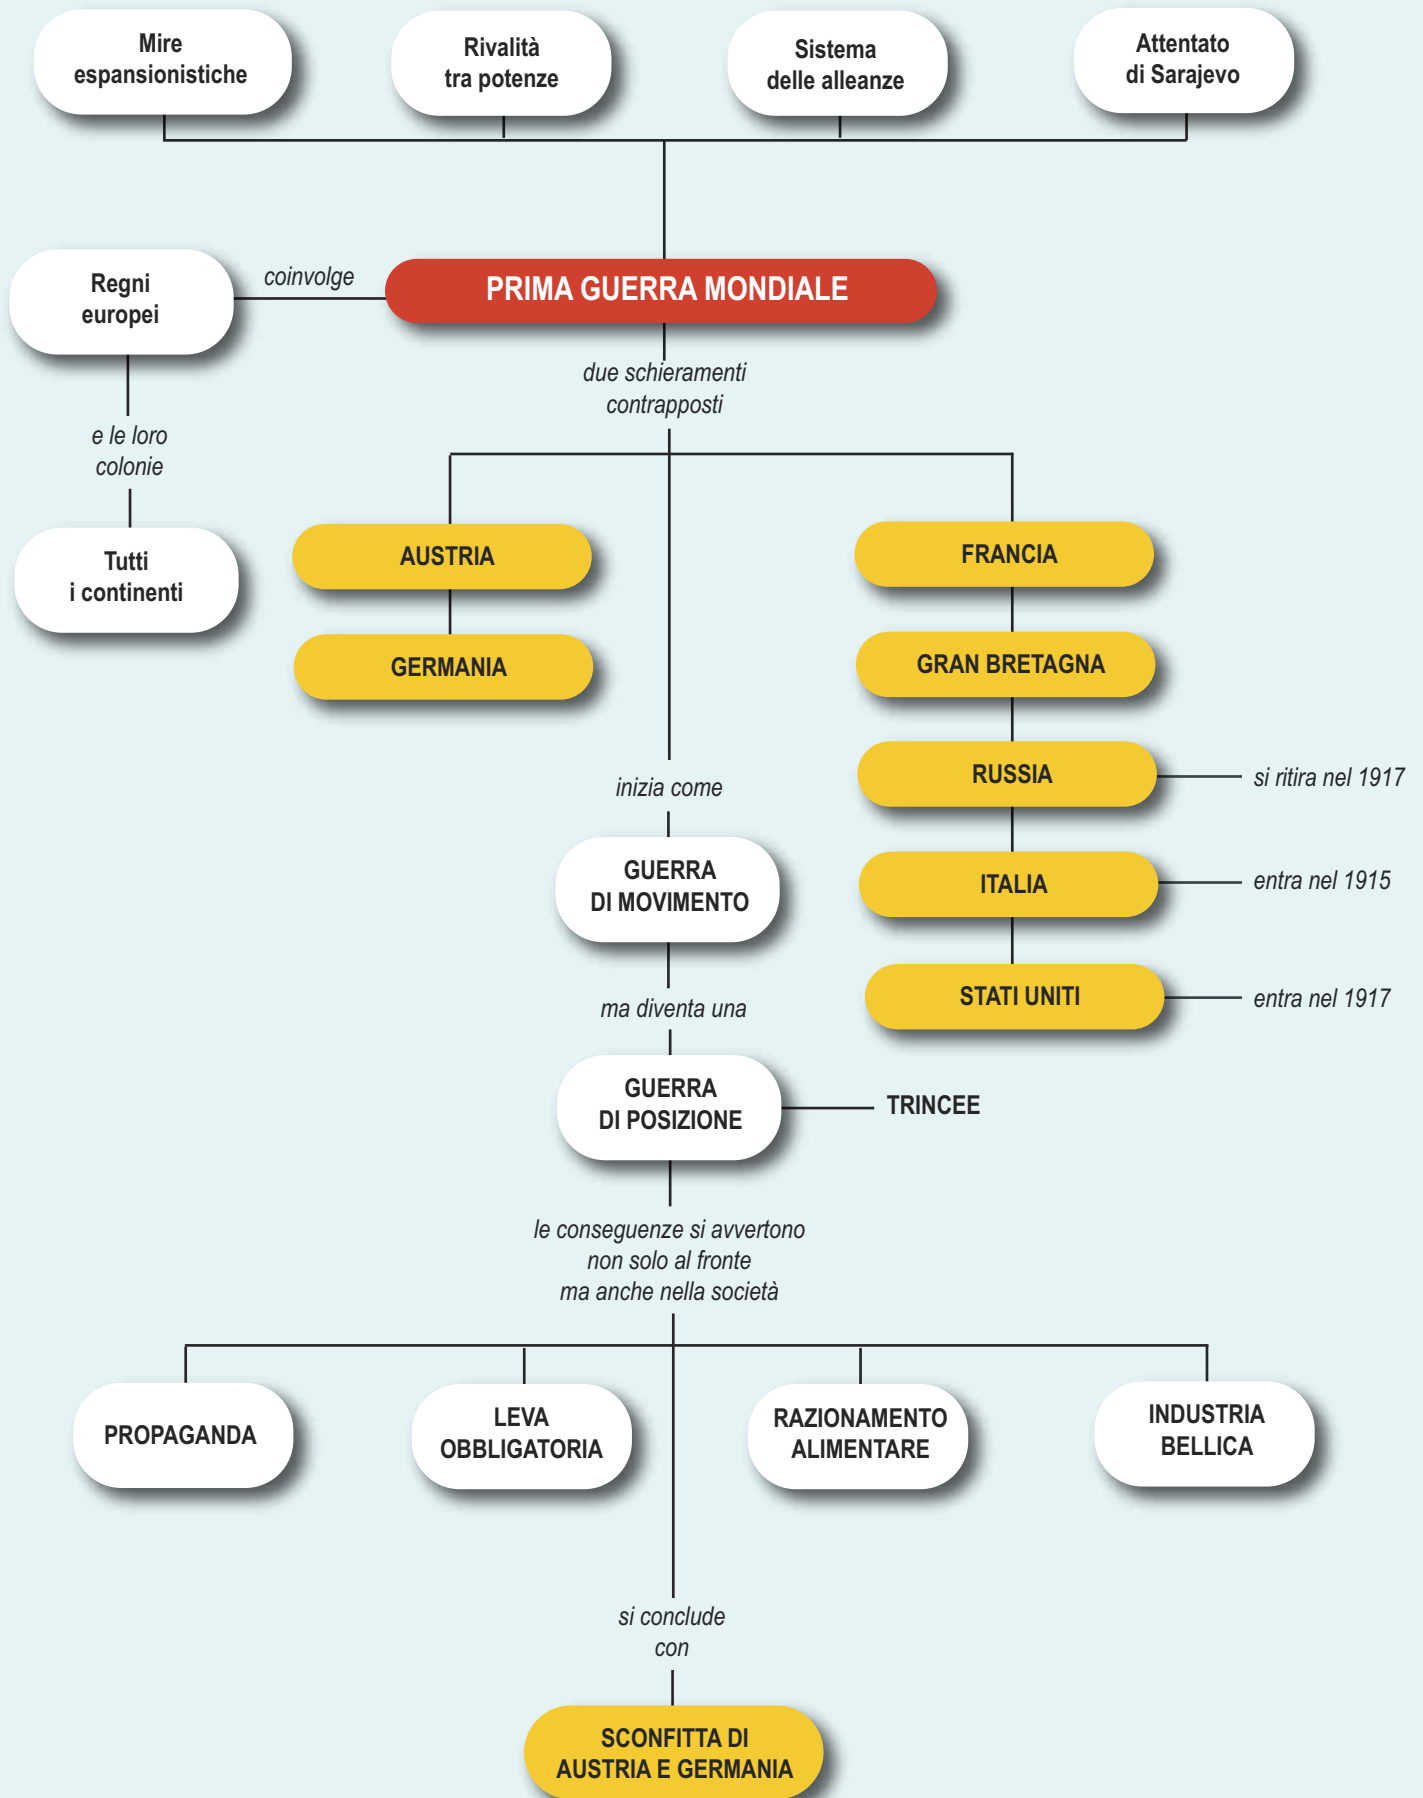 Mire
espansionistiche
Rivalità
tra potenze
Sistema
delle alleanze
Attentato
di Sarajevo
Regni
europei
coinvolge
PRIMA GUERRA MONDIALE
due schieramenti
contrapposti
e le loro
colonie
Tutti
i continenti
AUSTRIA
GERMANIA
FRANCIA
GRAN BRETAGNA
RUSSIA
si ritira nel 1917
ITALIA
entra nel 1915
STATI UNITI
entra nel 1917
inizia come
GUERRA
DI MOVIMENTO
ma diventa una
GUERRA
DI POSIZIONE
TRINCEE
le conseguenze si avvertono
non solo al fronte
ma anche nella società
PROPAGANDA
LEVA
OBBLIGATORIA
RAZIONAMENTO
ALIMENTARE
INDUSTRIA
BELLICA
si conclude
con
SCONFITTA DI
AUSTRIA E GERMANIA